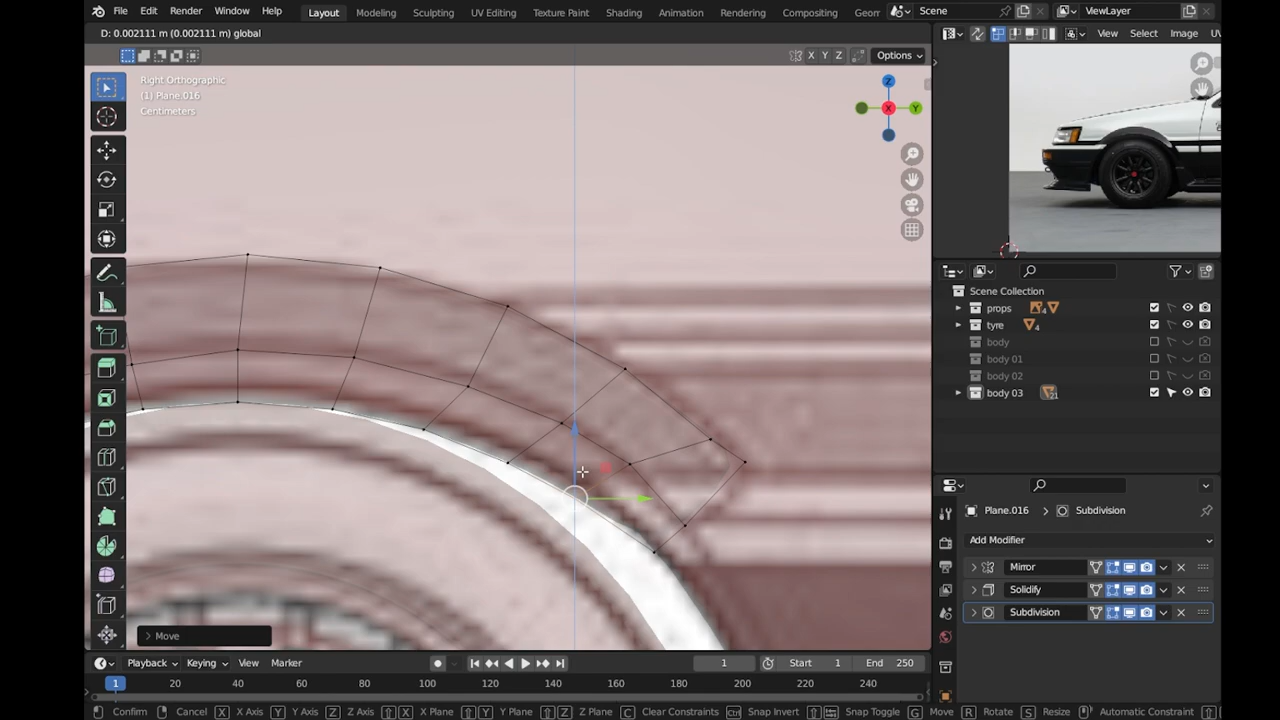 File Edit Render Window Help Layout Modeling Sculpting UV Editing Texture Paint Shading Animation Rendering Compositing Geom Scene ViewLayer
D: 0.002111 m (0.002111 m) global
View Select Image UV
X Y Z Options
Right Orthographic
(1) Plane.016
Centimeters
Z
X
Y
Scene Collection
props 4
tyre 4
body
body 01
body 02
body 03 21
Plane.016 > Subdivision
Add Modifier
Mirror
Solidify
Subdivision
> Move
Playback Keying View Marker 1 Start 1 End 250
1 20 40 60 80 100 120 140 160 180 200 220 240
Confirm Cancel X X Axis Y Y Axis Z Z Axis X X Plane Y Y Plane Z Z Plane C Clear Constraints Ctrl Snap Invert Snap Toggle G Move R Rotate S Resize Automatic Constraint